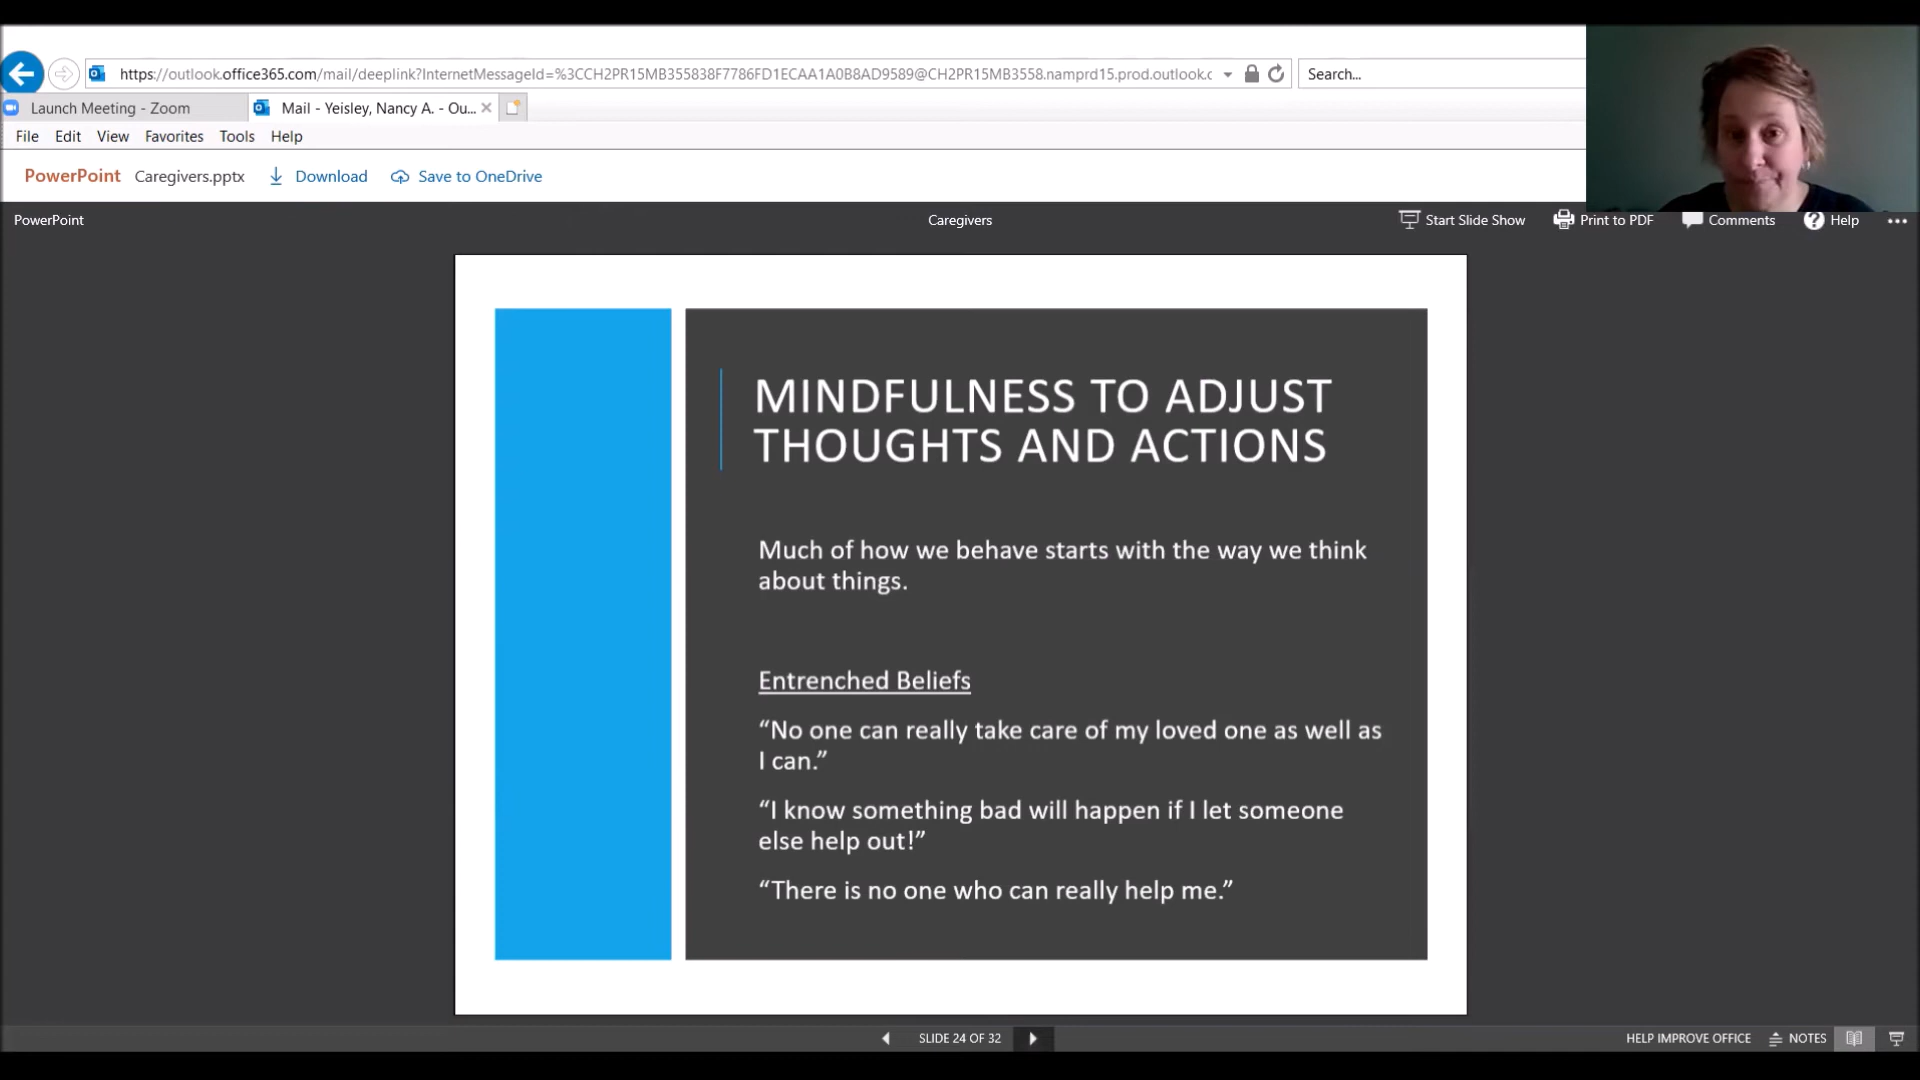 https://outlook.office365.com/mail/deeplink?InternetMessageId=%3CCH2PR15MB355838F7786FD1ECAA1A0B8AD9589@CH2PR15MB3558.namprd15.prod.outlook.c
Search...
Launch Meeting - Zoom
Mail - Yeisley, Nancy A. - Ou...
File Edit View Favorites Tools Help
PowerPoint Caregivers.pptx Download Save to OneDrive
PowerPoint
Caregivers
Start Slide Show Print to PDF Comments Help
MINDFULNESS TO ADJUST
THOUGHTS AND ACTIONS
Much of how we behave starts with the way we think
about things.
Entrenched Beliefs
“No one can really take care of my loved one as well as
I can.”
“I know something bad will happen if I let someone
else help out!”
“There is no one who can really help me.”
SLIDE 24 OF 32
HELP IMPROVE OFFICE NOTES